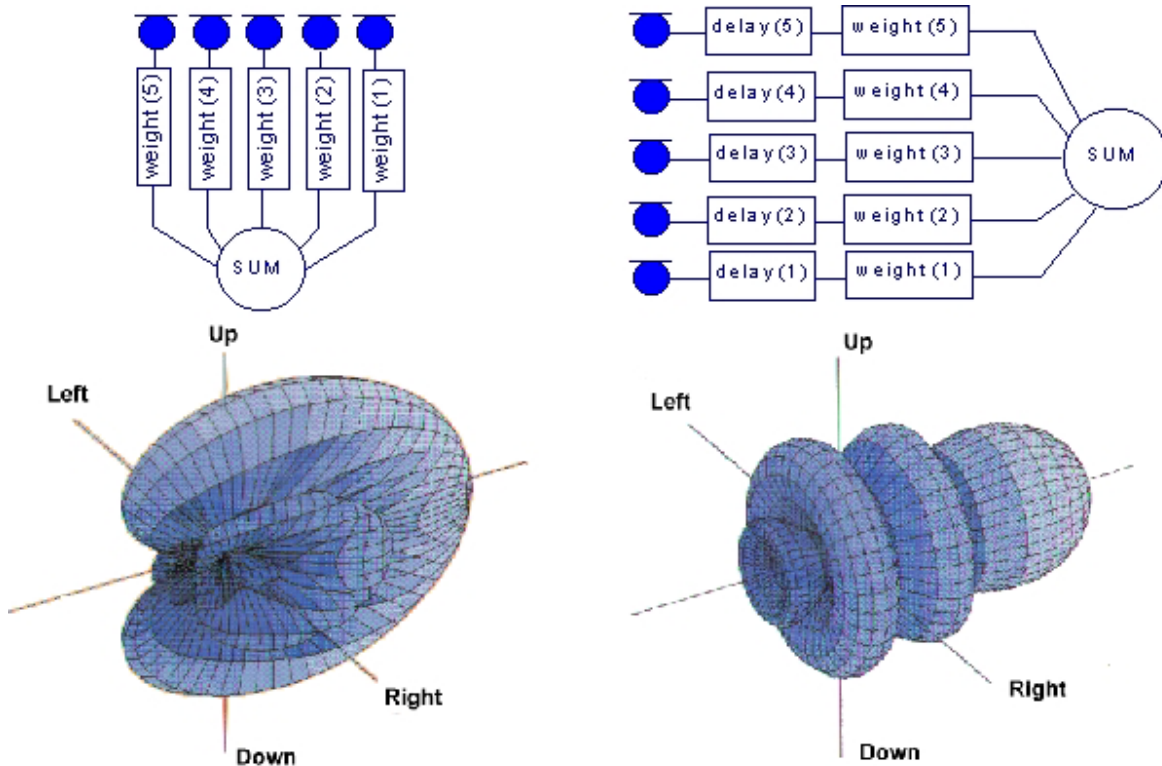 weight(5)
weight(4)
weight(3)
weight(2)
weight(1)
SUM
delay(5) weight(5)
delay(4) weight(4)
delay(3) weight(3)
delay(2) weight(2)
delay(1) weight(1)
SUM
Up
Left
Right
Down
Up
Left
Right
Down